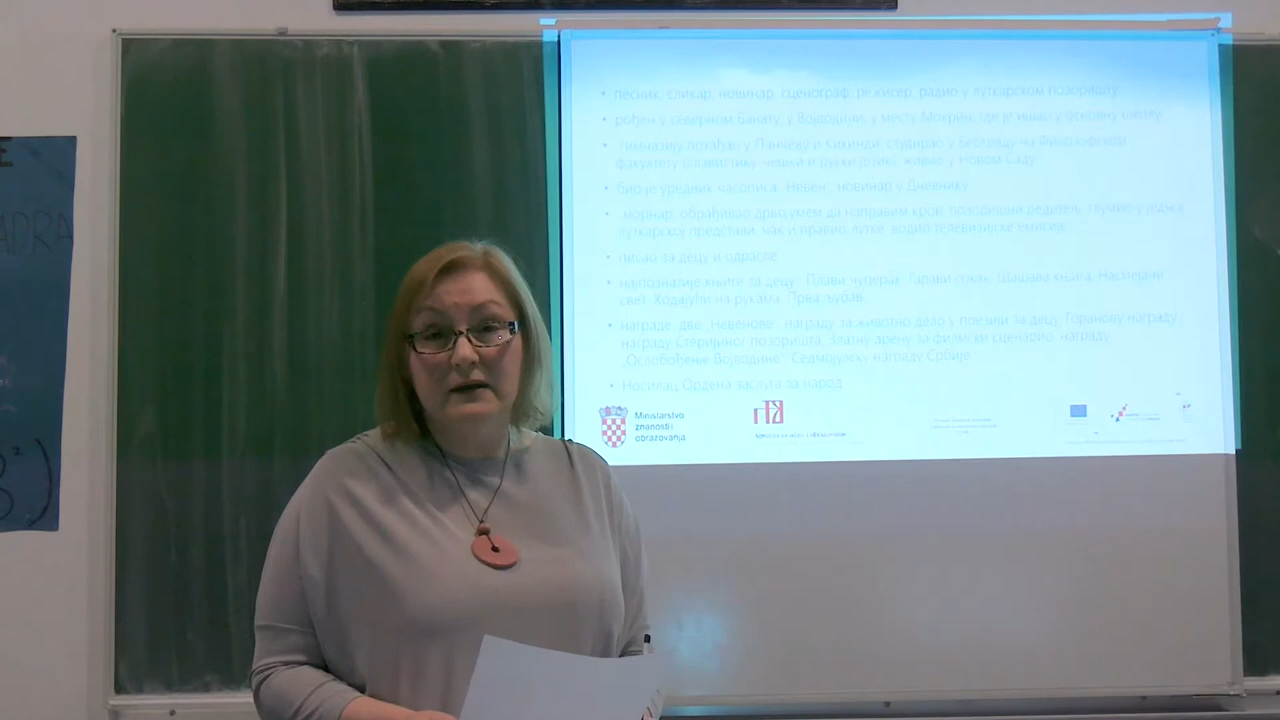 E
ADRA
• песник, сликар, новинар, сценограф, режисер, радио у луткарском позоришту
• рођен у северном Банату, у Војводини, у месту Мокрин, где је ишао у основну школу
• гимназију похађао у Панчеву и Кикинди, студирао у Београду на Филозофском
факултету (славистику, чешки и руски језик), живио у Новом Саду
• био је уредник часописа „Невен“, новинар у Дневнику
• морнар, обрађивао дрво, умем да направим кров, позоришни редитељ, глумио у једној
луткарској представи, чак и правио лутке, водио телевизијске емисије
• писао за децу и одрасле
• најпознатије књиге за децу: Плави чуперак, Гарави сокак, Шашава књига, Насмејани
свет, Ходајући на рукама, Прва љубав...
• награде: две „Невенове“, награду за животно дело у поезији за децу, Горанову награду,
награду Стеријиног позоришта, Златну арену за филмски сценарио, награду
„Ослобођење Војводине“, Седмојулску награду Србије
• Носилац Ордена заслуга за народ
Ministarstvo
znanosti i
obrazovanja